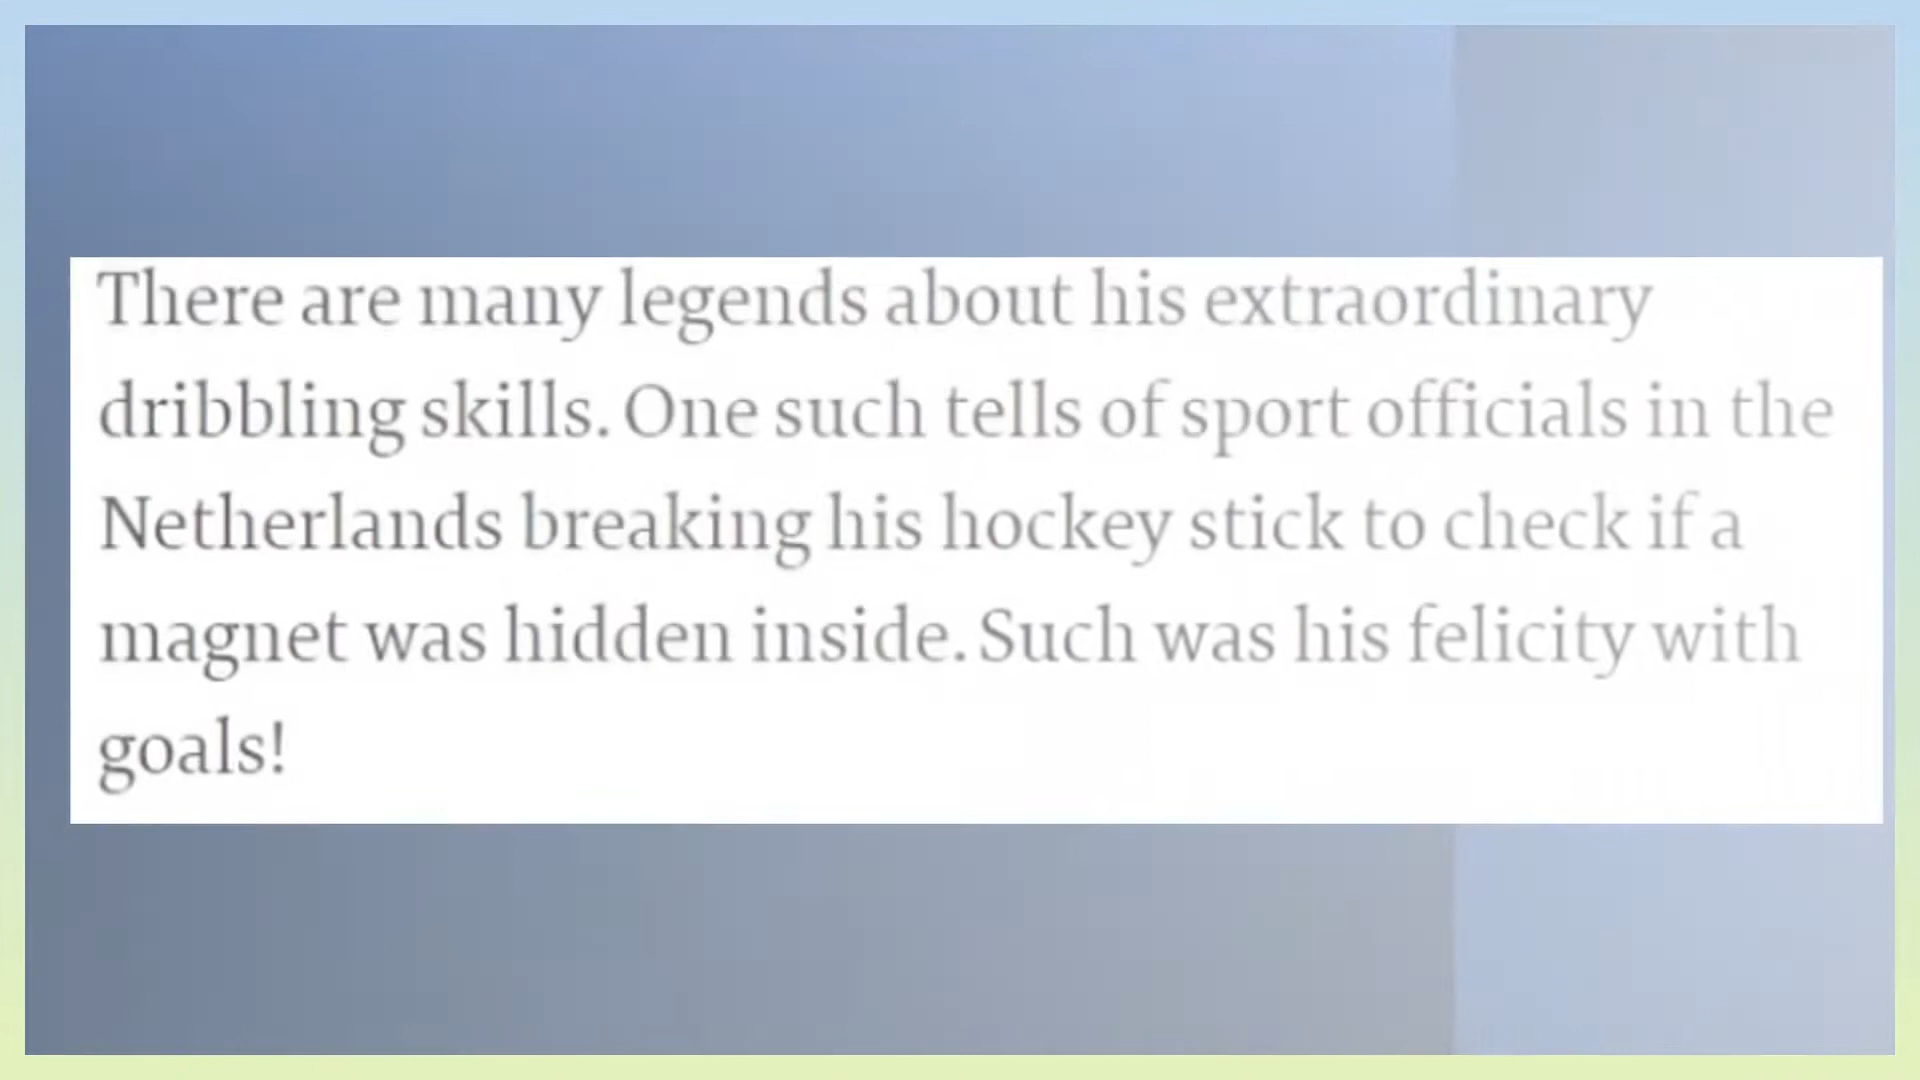 There are many legends about his extraordinary
dribbling skills. One such tells of sport officials in the
Netherlands breaking his hockey stick to check if a
magnet was hidden inside. Such was his felicity with
goals!